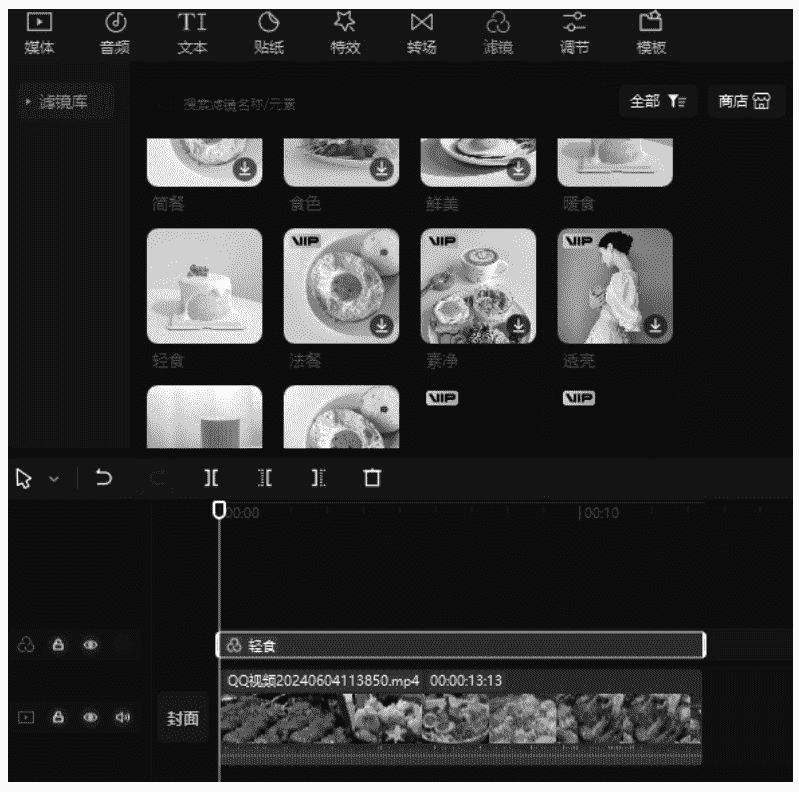 媒体 音频 TI 文本 贴纸 特效 转场 滤镜 调节 模板
滤镜库
搜索滤镜名称/元素
全部 商店
简餐 食色 鲜美 暖食
VIP VIP VIP
轻食 法餐 素净 透亮
VIP VIP
00:00 |00:10
轻食
QQ视频20240604113850.mp4 00:00:13:13
封面